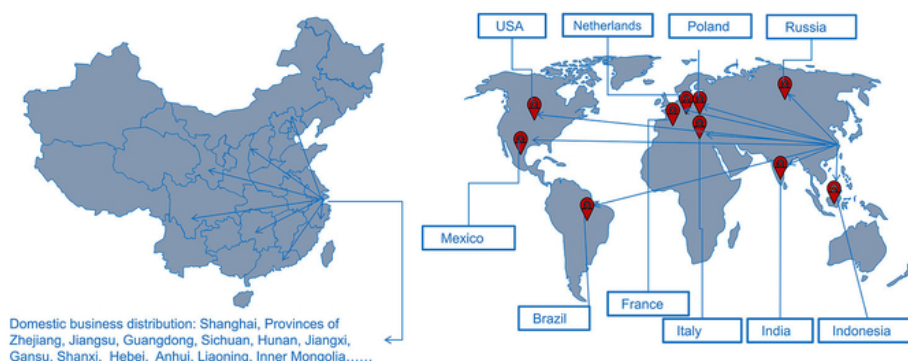 USA
Netherlands
Poland
Russia
Mexico
Brazil
France
Italy
India
Indonesia
Domestic business distribution: Shanghai, Provinces of
Zhejiang, Jiangsu, Guangdong, Sichuan, Hunan, Jiangxi,
Gansu, Shanxi, Hebei, Anhui, Liaoning, Inner Mongolia......